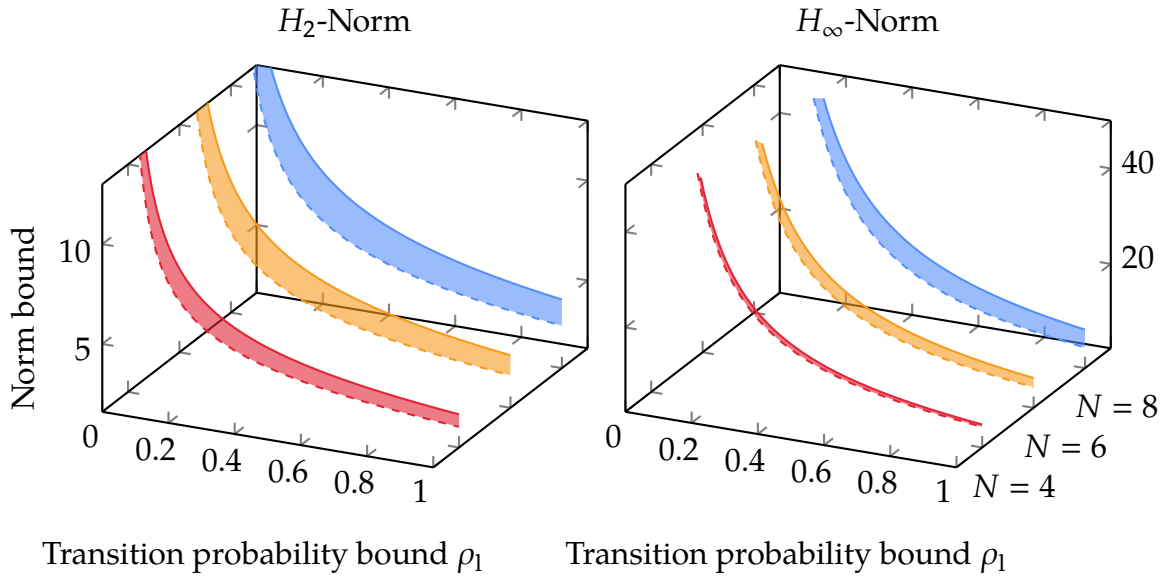 H₂-Norm
H∞-Norm
Norm bound
10
5
0
0.2
0.4
0.6
0.8
1
Transition probability bound ρ₁
40
20
0
0.2
0.4
0.6
0.8
1
N = 8
N = 6
N = 4
Transition probability bound ρ₁